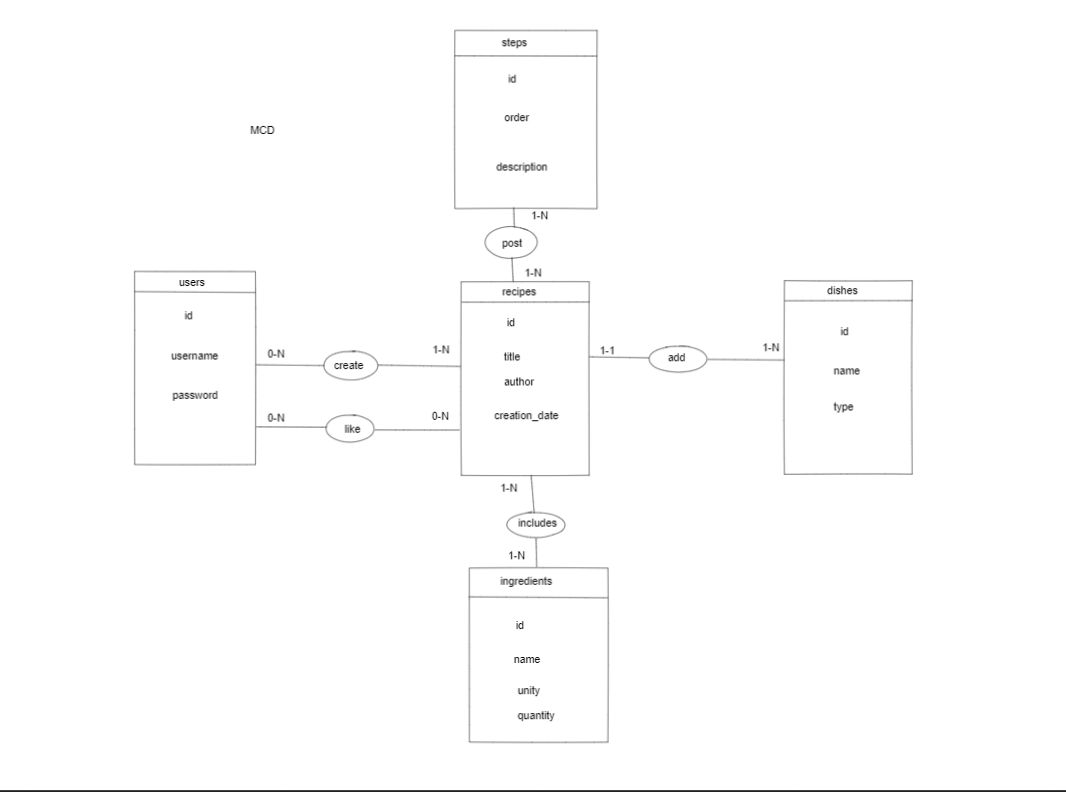 steps
id
order
description
MCD
1-N
post
1-N
users
id
username
password
recipes
id
title
author
creation_date
dishes
id
name
type
0-N
create
1-N
1-1
add
1-N
0-N
like
0-N
1-N
includes
1-N
ingredients
id
name
unity
quantity